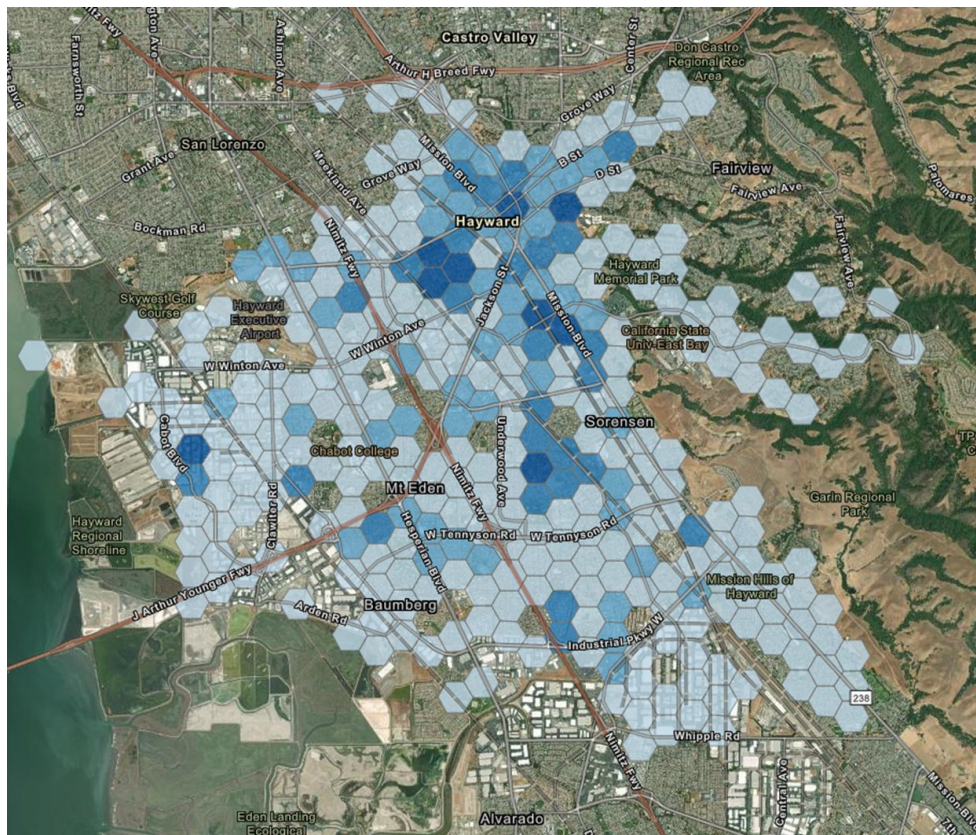 Nimitz Fwy
Ashland Ave
Castro Valley
Center St
Don Castro
Regional Rec
Area
Farnsworth St
Arthur H Breed Fwy
Grove Way
San Lorenzo
Mission Blvd
B St
Grant Ave
Meekland Ave
Grove Way
D St
Fairview
Palomares
Fairview Ave
Bockman Rd
Hayward
Nimitz Fwy
Fairview Ave
Hayward
Memorial Park
Jackson St
Skywest Golf
Course
Hayward
Executive
Airport
Mission Blvd
W Winton Ave
California State
Univ-East Bay
W Winton Ave
Cabot Blvd
Underwood Ave
Sorensen
Chabot College
Nimitz Fwy
Mt Eden
Clawiter Rd
Garin Regional
Park
Hayward
Regional
Shoreline
Hesperian Blvd
W Tennyson Rd
W Tennyson Rd
J Arthur Younger Fwy
Mission Hills of
Hayward
Baumberg
Arden Rd
Industrial Pkwy W
238
Whipple Rd
Nimitz Fwy
Central Ave
Eden Landing
Ecological
Alvarado